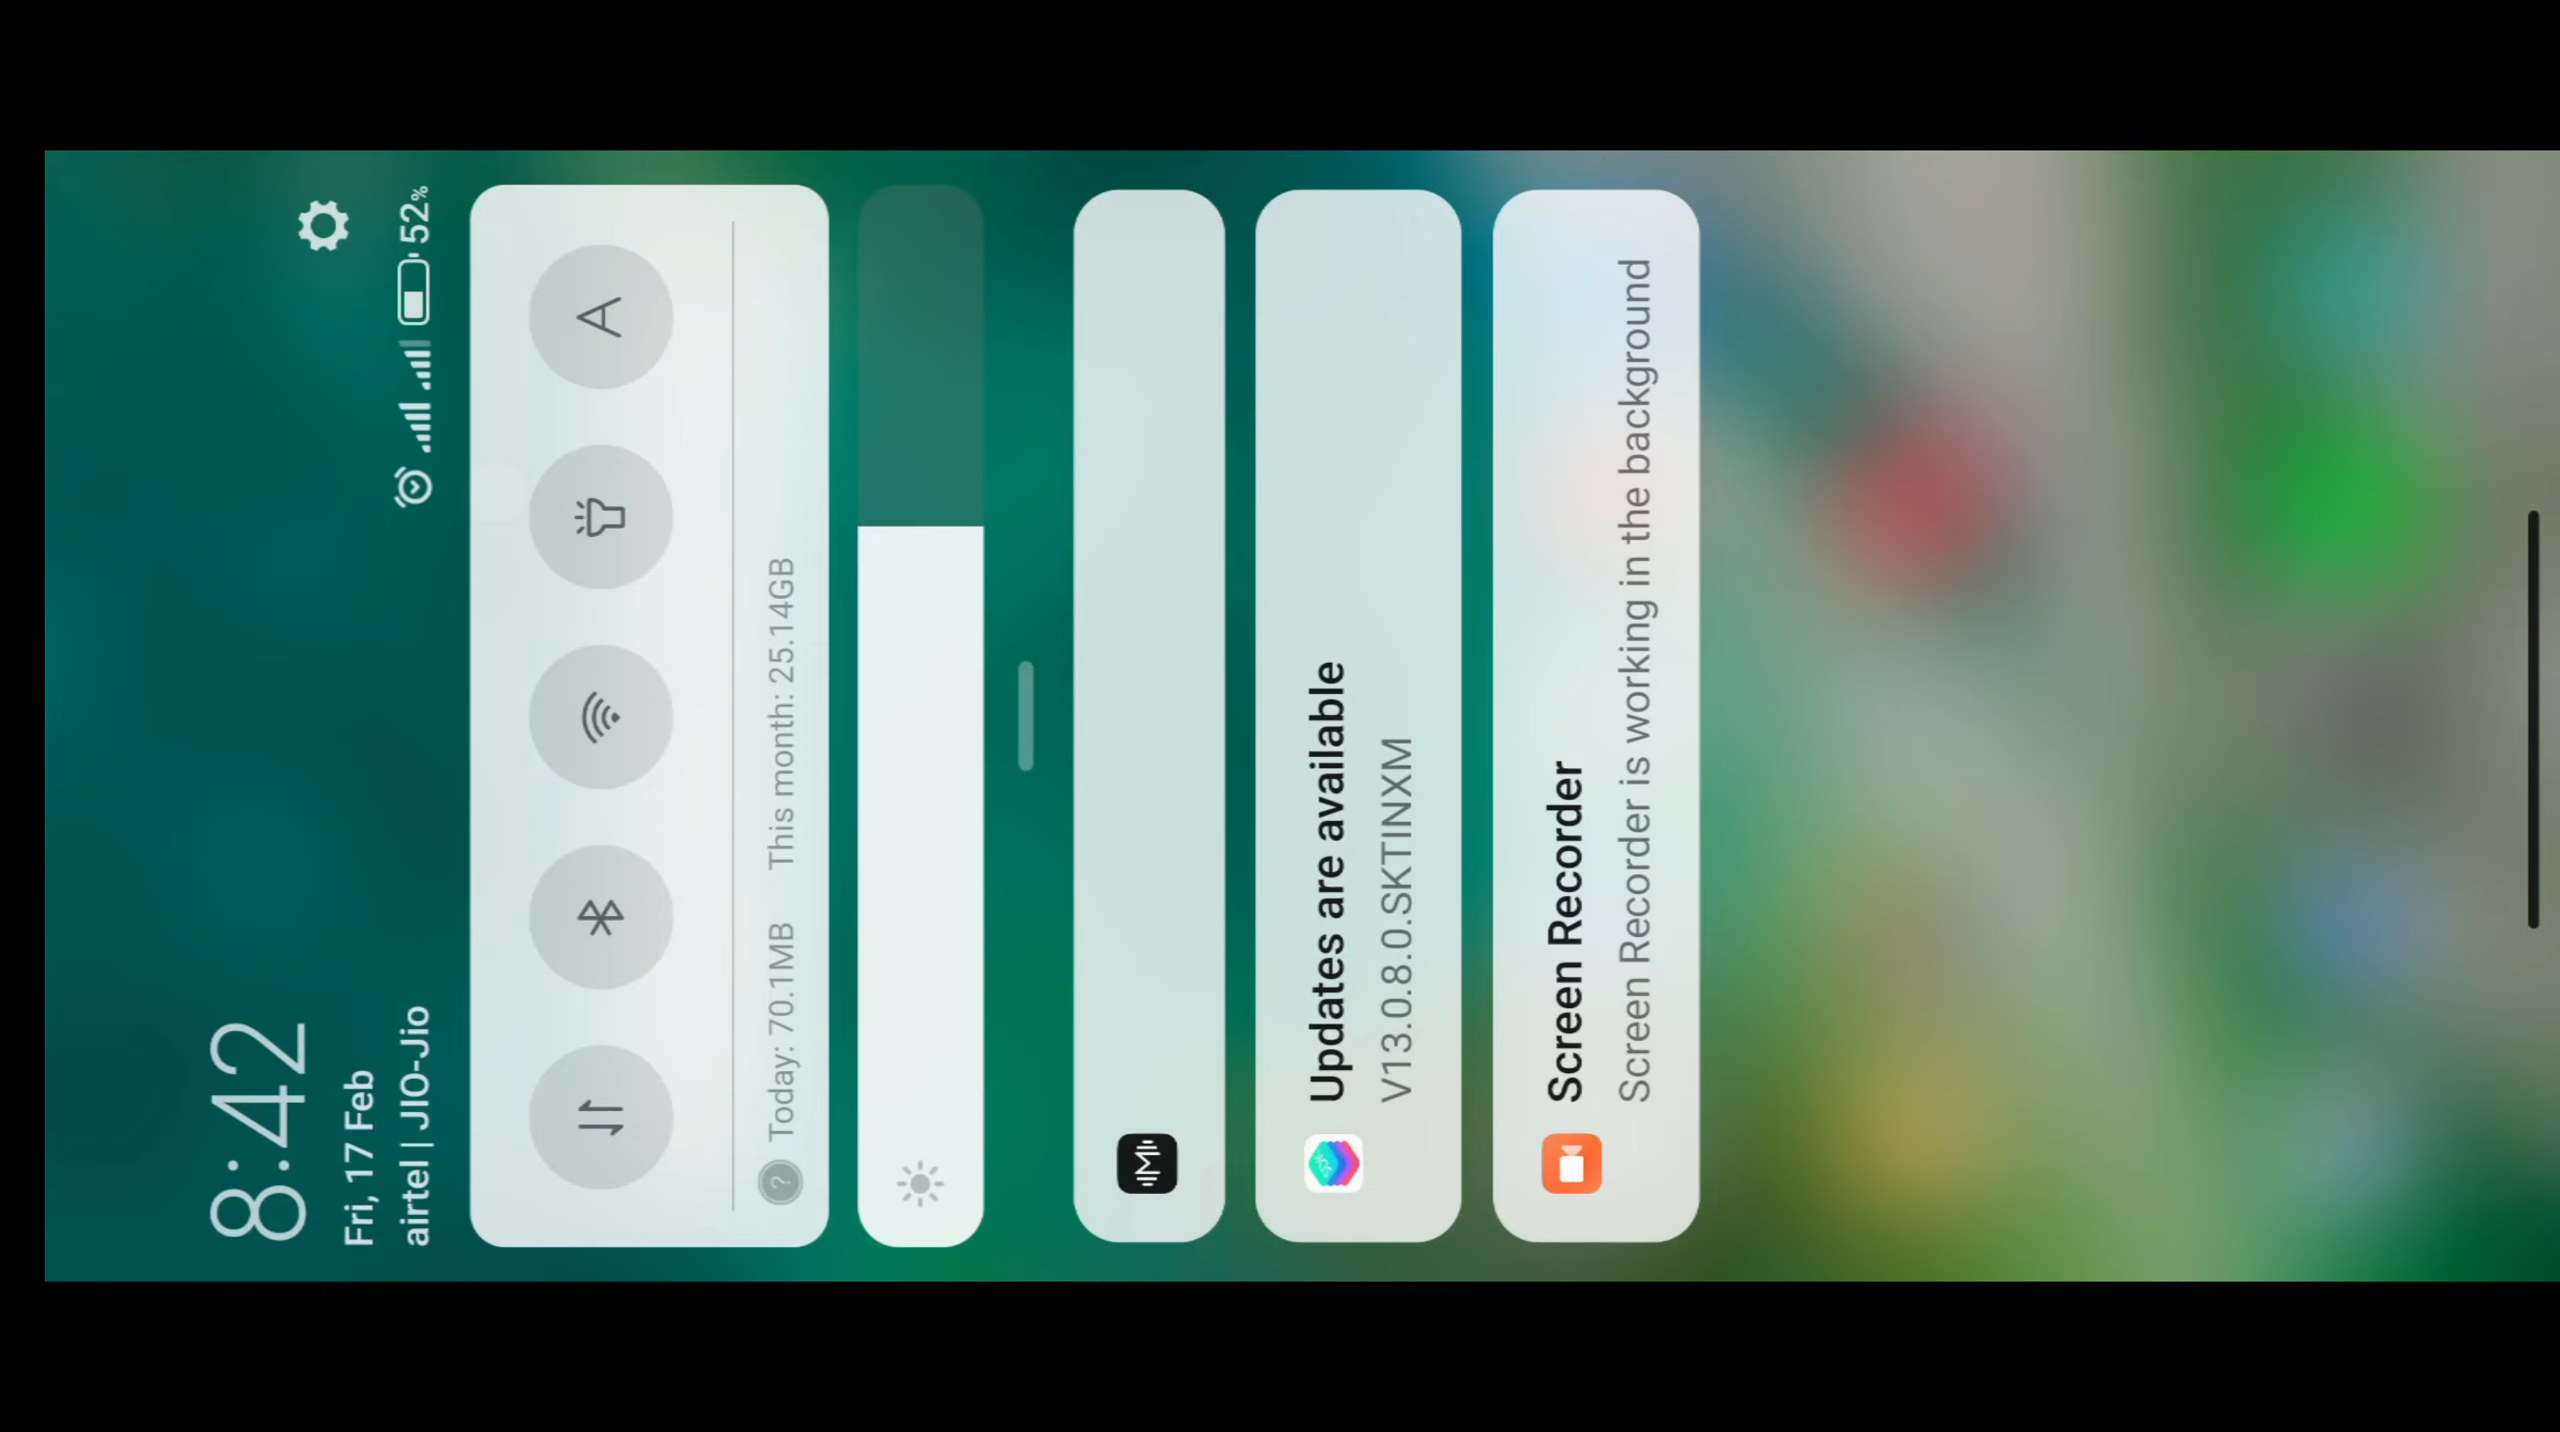 8:42
Fri, 17 Feb
airtel | JIO-Jio
52%
A
Today: 70.1MB This month: 25.14GB
M
Updates are available
V13.0.8.0.SKTINXM
Screen Recorder
Screen Recorder is working in the background